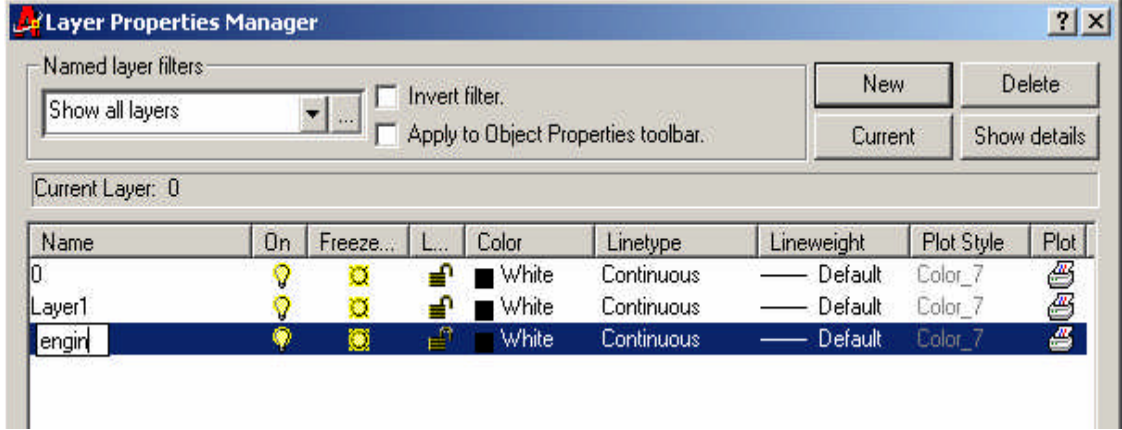 Layer Properties Manager
Named layer filters
Show all layers
...
Invert filter.
Apply to Object Properties toolbar.
New
Delete
Current
Show details
Current Layer: 0
Name On Freeze... L... Color Linetype Lineweight Plot Style Plot
0 White Continuous Default Color_7
Layer1 White Continuous Default Color_7
engin White Continuous Default Color_7